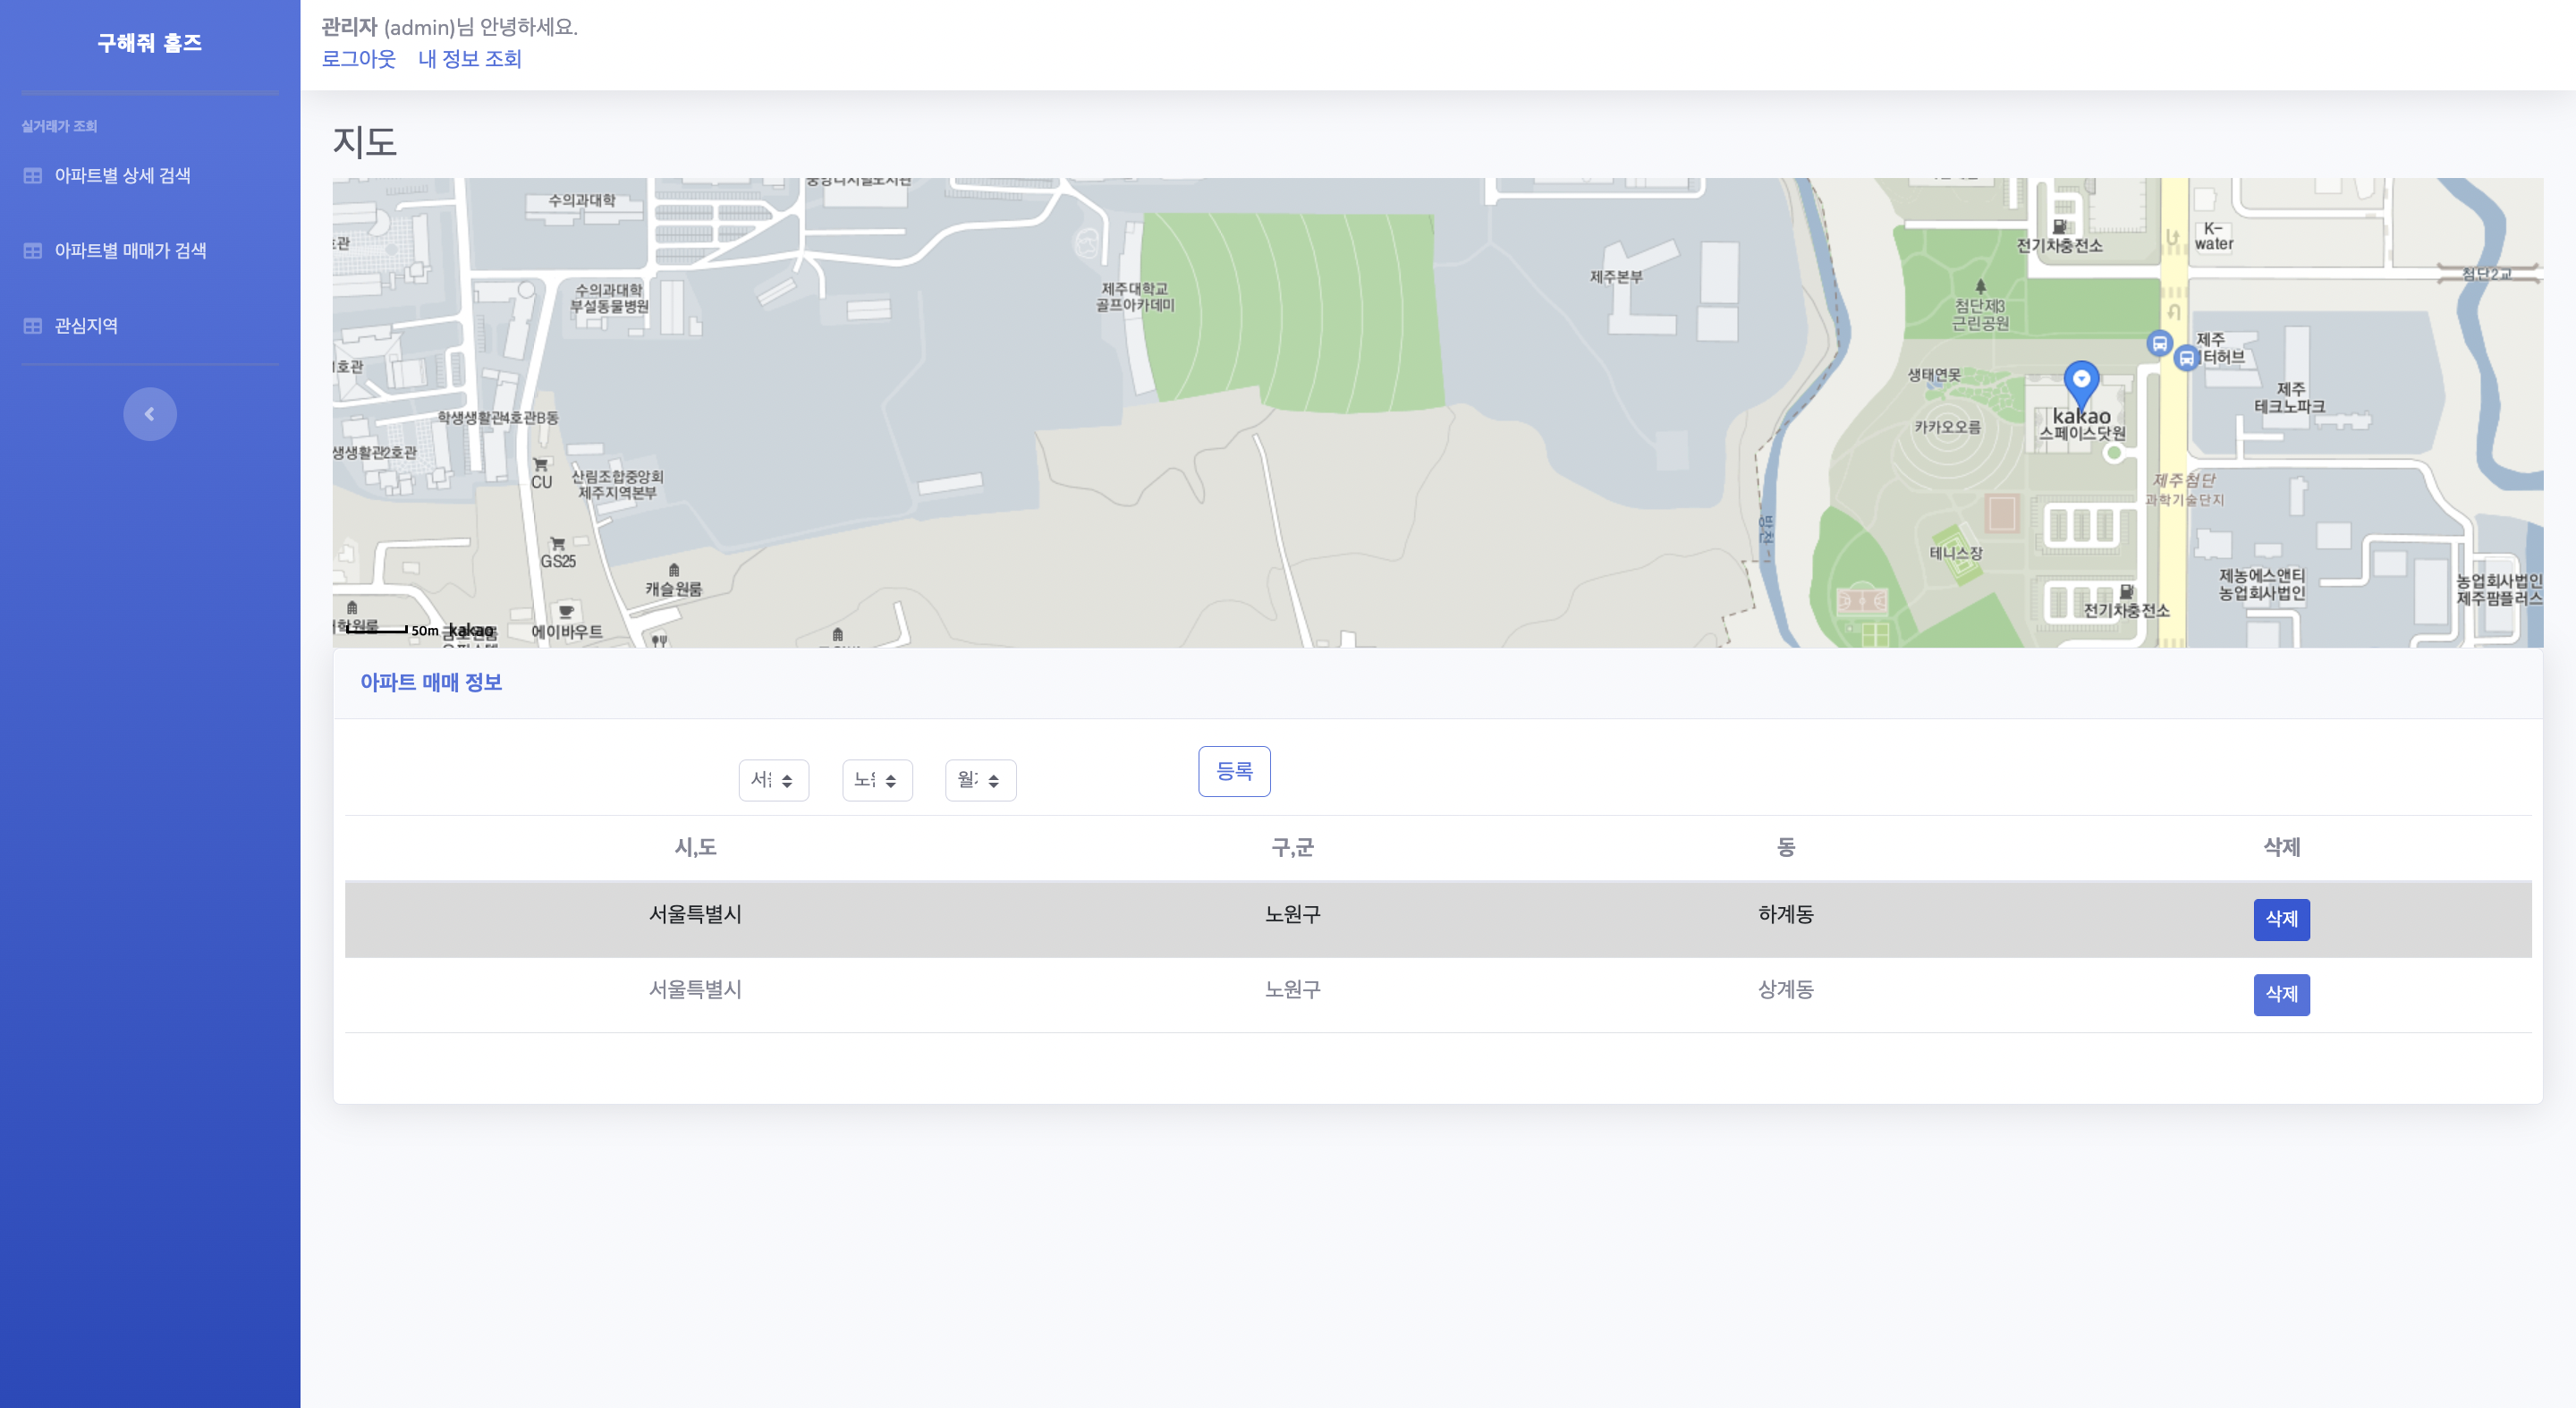 구해줘 홈즈
실거래가 조회
아파트별 상세 검색
아파트별 매매가 검색
관심지역
관리자 (admin)님 안녕하세요.
로그아웃 내 정보 조회
지도
수의과대학
수의과대학
부설동물병원
제주대학교
골프아카데미
제주본부
전기차충전소
K-
water
첨단2교
첨단제3
근린공원
제주
터허브
생태연못
제주
테크노파크
kakao
스페이스닷원
카카오오름
학생생활관4호관B동
CU
산림조합중앙회
제주지역본부
제주첨단
과학기술단지
GS25
캐슬원룸
테니스장
제농에스앤티
농업회사법인
농업회사법인
제주팜플러스
전기차충전소
에이바우트
50m kakao
아파트 매매 정보
등록
시,도 구,군 동 삭제
서울특별시 노원구 하계동 삭제
서울특별시 노원구 상계동 삭제